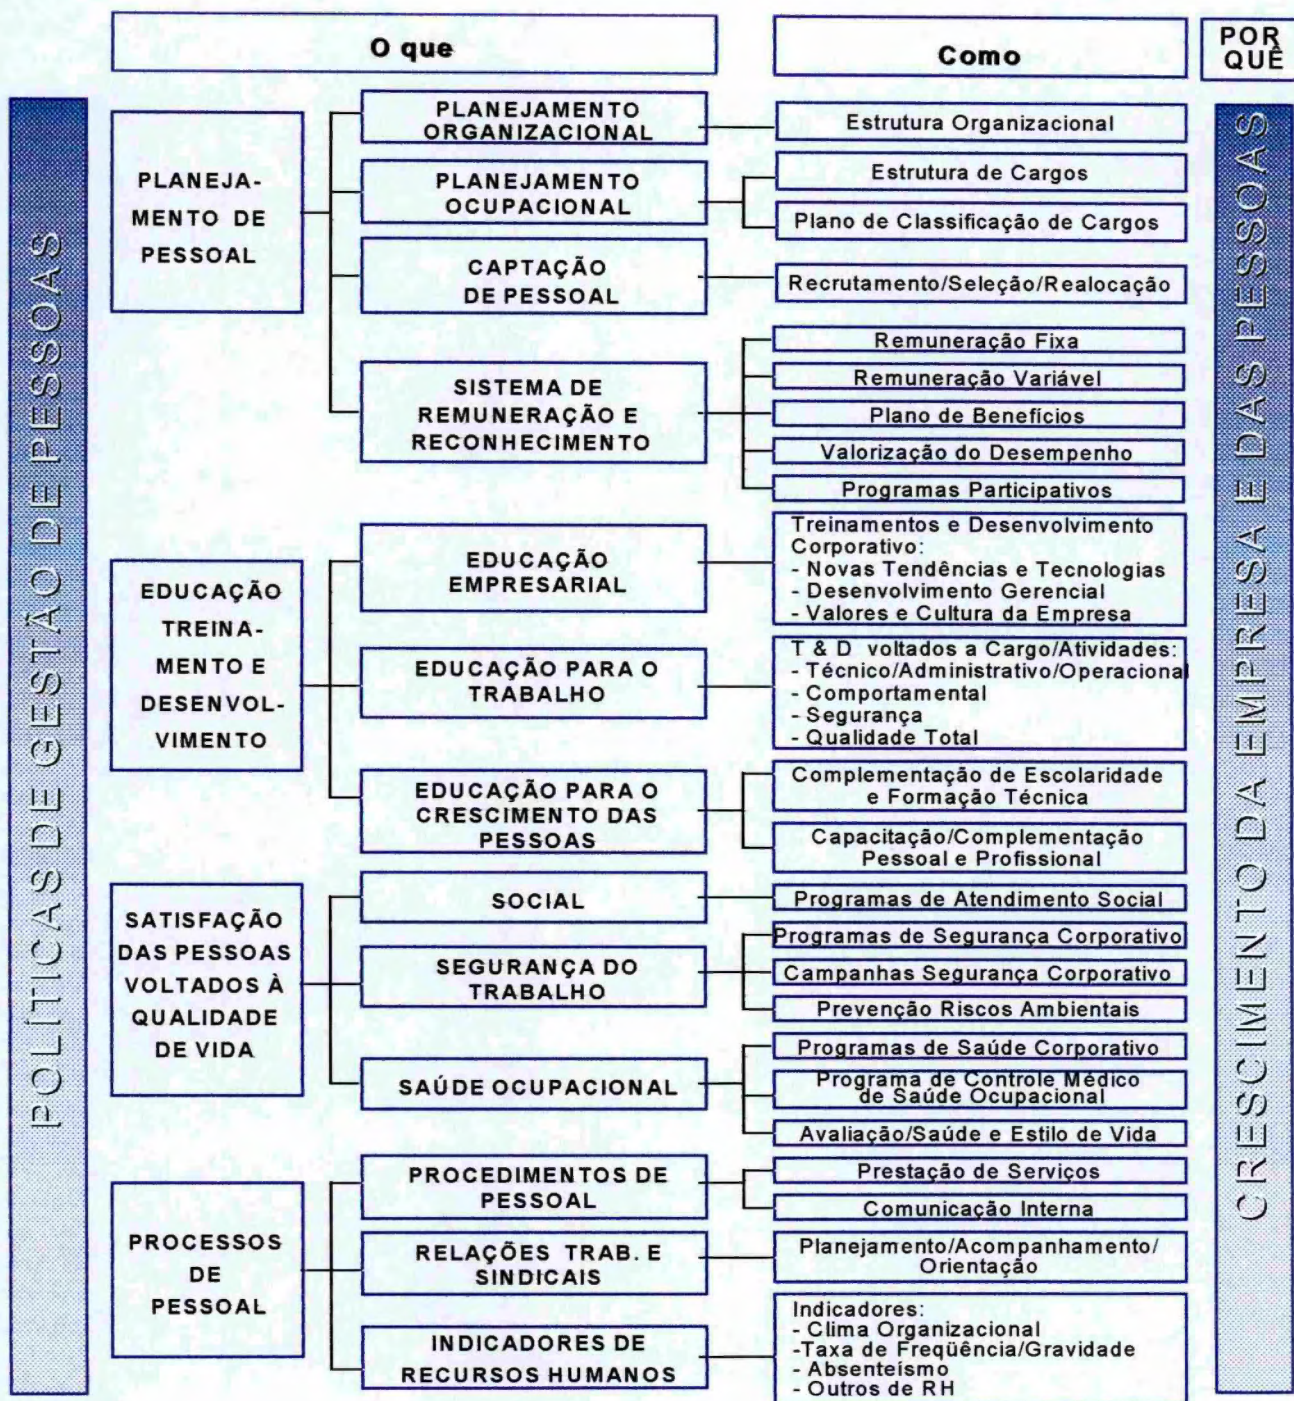 O que
Como
POR
QUÊ
POLÍTICAS DE GESTÃO DE PESSOAS
PLANEJA-
MENTO DE
PESSOAL
PLANEJAMENTO
ORGANIZACIONAL
Estrutura Organizacional
PLANEJAMENTO
OCUPACIONAL
Estrutura de Cargos
Plano de Classificação de Cargos
CAPTAÇÃO
DE PESSOAL
Recrutamento/Seleção/Realocação
SISTEMA DE
REMUNERAÇÃO E
RECONHECIMENTO
Remuneração Fixa
Remuneração Variável
Plano de Benefícios
Valorização do Desempenho
Programas Participativos
EDUCAÇÃO
TREINA-
MENTO E
DESENVOL-
VIMENTO
EDUCAÇÃO
EMPRESARIAL
Treinamentos e Desenvolvimento
Corporativo:
- Novas Tendências e Tecnologias
- Desenvolvimento Gerencial
- Valores e Cultura da Empresa
EDUCAÇÃO PARA O
TRABALHO
T & D voltados a Cargo/Atividades:
- Técnico/Administrativo/Operacional
- Comportamental
- Segurança
- Qualidade Total
EDUCAÇÃO PARA O
CRESCIMENTO DAS
PESSOAS
Complementação de Escolaridade
e Formação Técnica
Capacitação/Complementação
Pessoal e Profissional
SATISFAÇÃO
DAS PESSOAS
VOLTADOS À
QUALIDADE
DE VIDA
SOCIAL
Programas de Atendimento Social
SEGURANÇA DO
TRABALHO
Programas de Segurança Corporativo
Campanhas Segurança Corporativo
Prevenção Riscos Ambientais
SAÚDE OCUPACIONAL
Programas de Saúde Corporativo
Programa de Controle Médico
de Saúde Ocupacional
Avaliação/Saúde e Estilo de Vida
PROCESSOS
DE
PESSOAL
PROCEDIMENTOS DE
PESSOAL
Prestação de Serviços
Comunicação Interna
RELAÇÕES TRAB. E
SINDICAIS
Planejamento/Acompanhamento/
Orientação
INDICADORES DE
RECURSOS HUMANOS
Indicadores:
- Clima Organizacional
-Taxa de Freqüência/Gravidade
- Absenteísmo
- Outros de RH
CRESCIMENTO DA EMPRESA E DAS PESSOAS